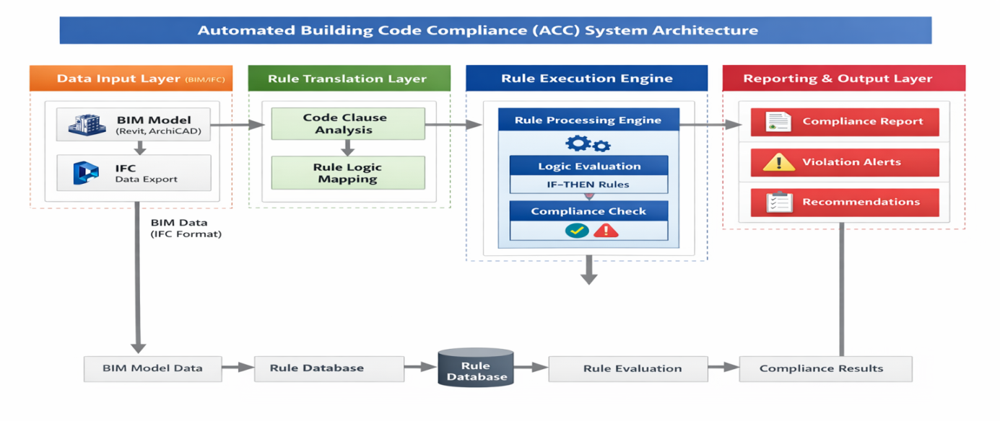 Automated Building Code Compliance (ACC) System Architecture
Data Input Layer (BIM/IFC)
BIM Model
(Revit, ArchiCAD)
IFC
Data Export
BIM Data
(IFC Format)
Rule Translation Layer
Code Clause
Analysis
Rule Logic
Mapping
Rule Execution Engine
Rule Processing Engine
Logic Evaluation
IF–THEN Rules
Compliance Check
Reporting & Output Layer
Compliance Report
Violation Alerts
Recommendations
BIM Model Data
Rule Database
Rule
Database
Rule Evaluation
Compliance Results